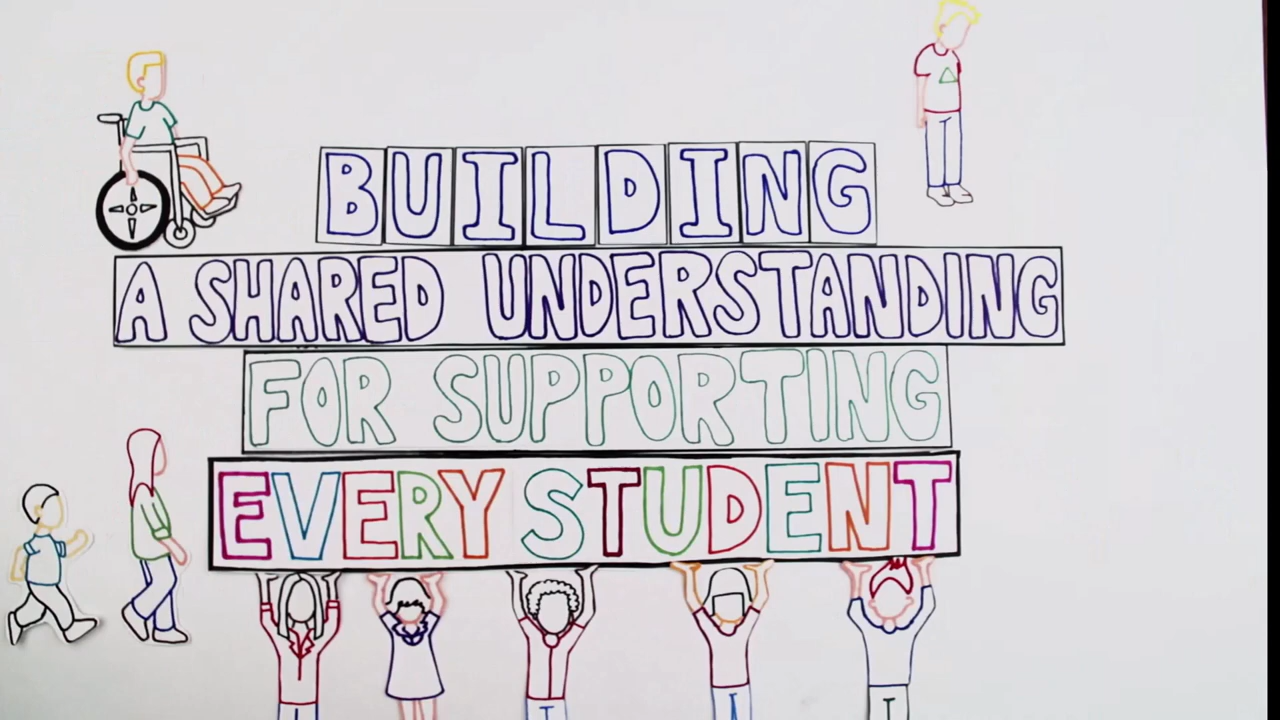 BUILDING
A SHARED UNDERSTANDING
FOR SUPPORTING
EVERY STUDENT